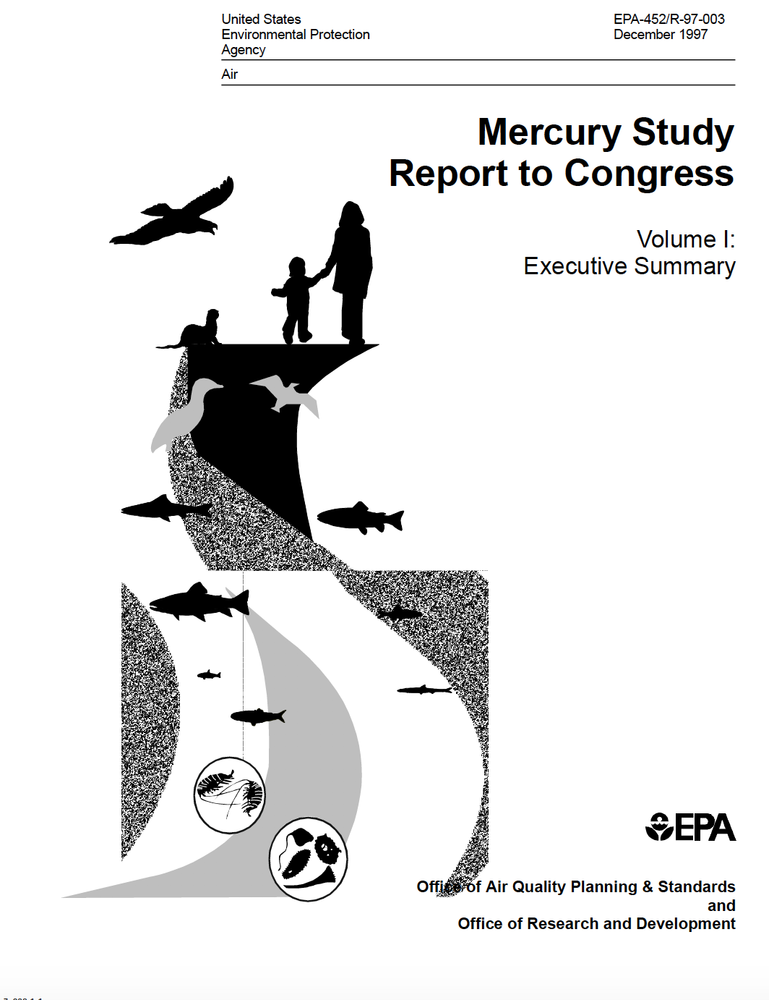 United States
Environmental Protection
Agency
EPA-452/R-97-003
December 1997
Air
Mercury Study
Report to Congress
Volume I:
Executive Summary
EPA
Office of Air Quality Planning & Standards
and
Office of Research and Development